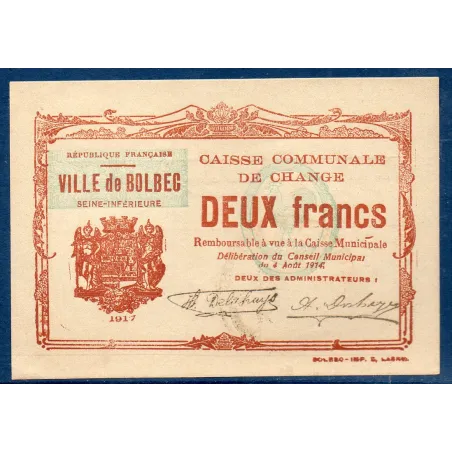 RÉPUBLIQUE FRANÇAISE
VILLE de BOLBEC
SEINE-INFÉRIEURE
1917
CAISSE COMMUNALE
DE CHANGE
DEUX francs
Remboursable à vue à la Caisse Municipale
Délibération du Conseil Municipal
du 4 Août 1914
DEUX DES ADMINISTRATEURS :
BOLBEC-IMP. E,